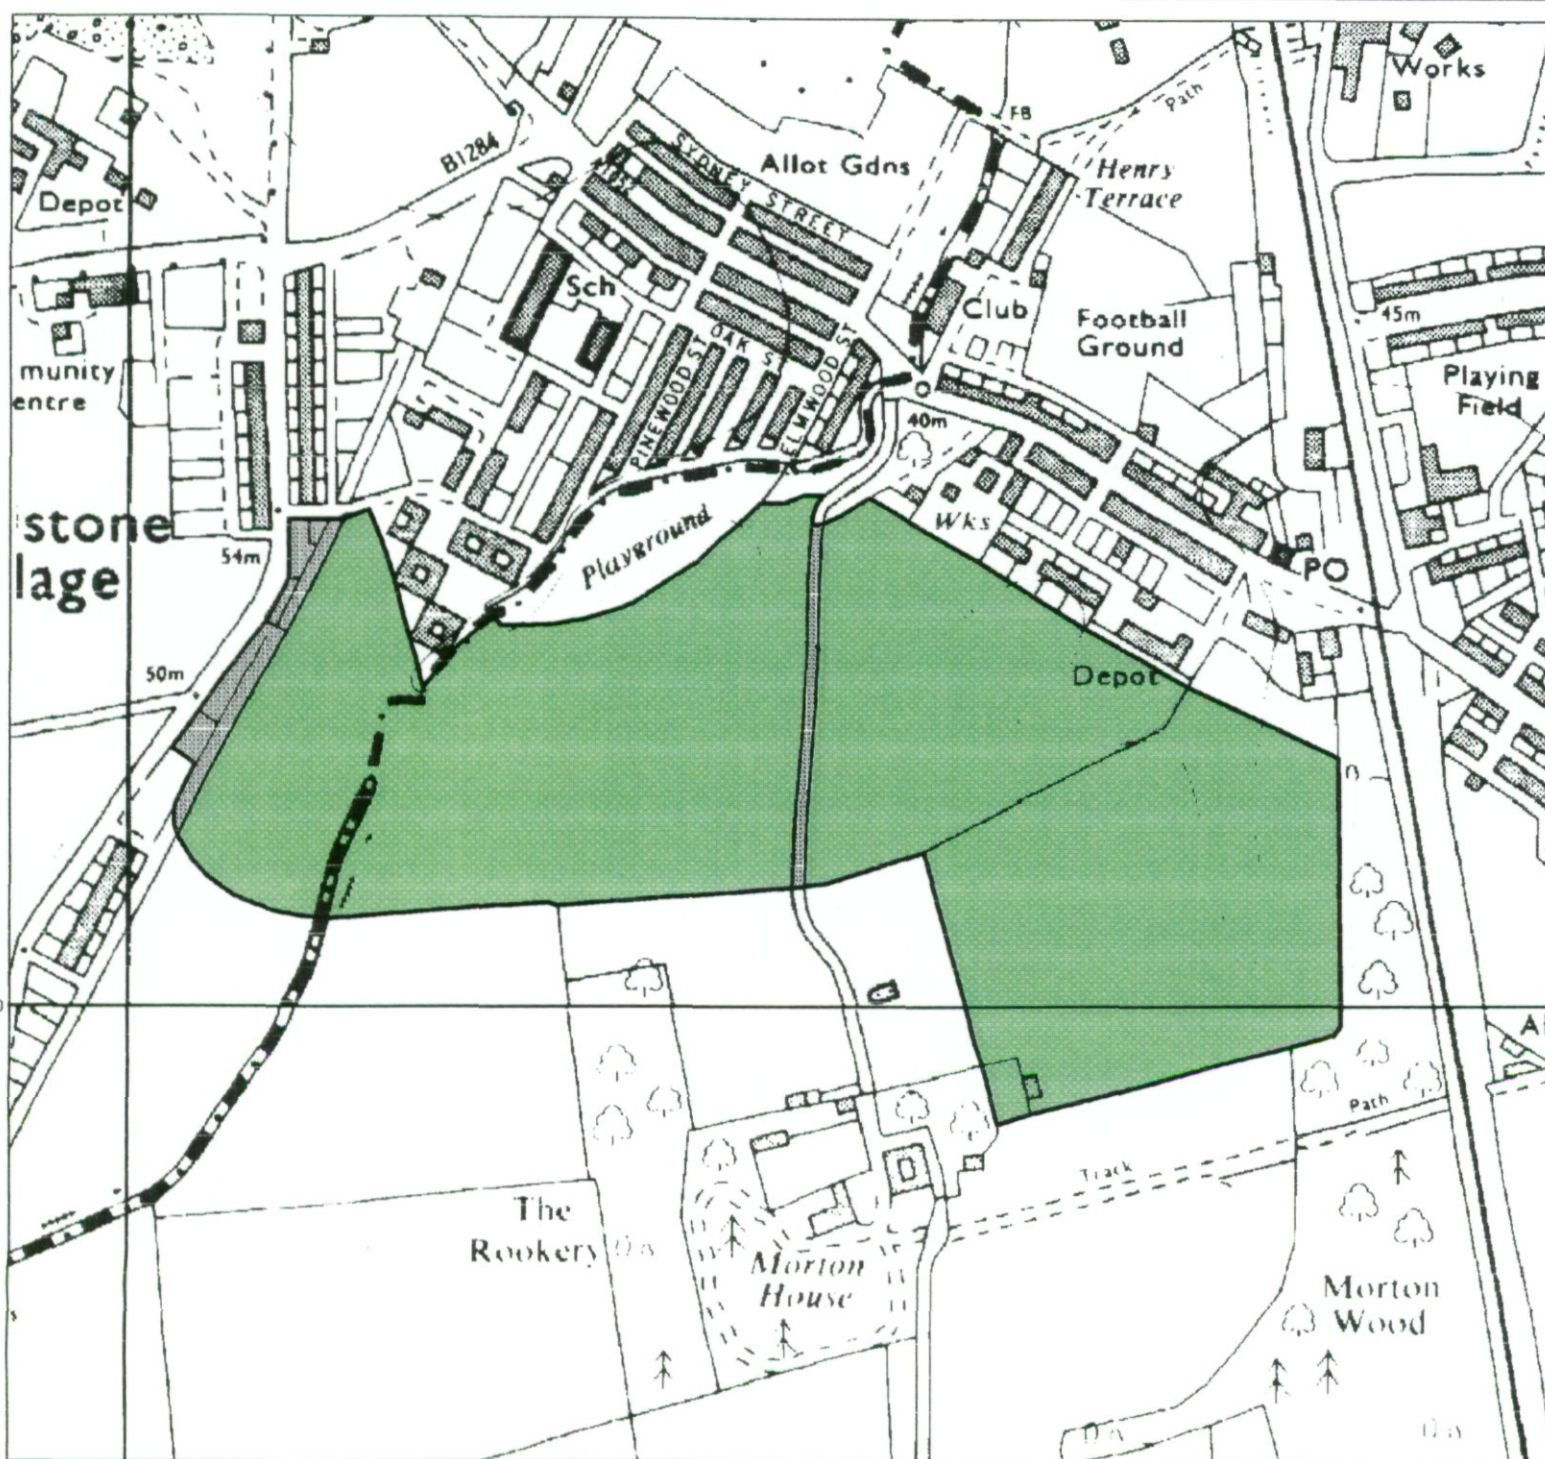 Works
Path
FB
B1284
SYDNEY STREET
Allot Gdns
Henry
Terrace
Depot
Sch
Club
Football
Ground
45m
munity
entre
OAK ST
PINEWOOD ST
ELMWOOD ST
Playing
Field
40m
stone
lage
54m
Playground
Wks
PO
50m
Depot
Path
Track
The
Rookery
Morton
House
Morton
Wood